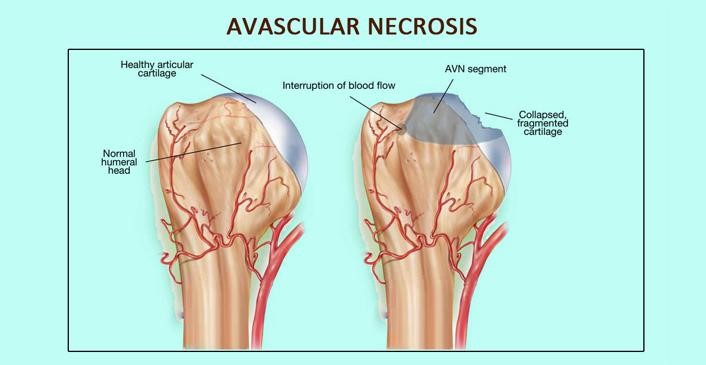 AVASCULAR NECROSIS
Healthy articular
cartilage
Normal
humeral
head
Interruption of blood flow
AVN segment
Collapsed,
fragmented
cartilage